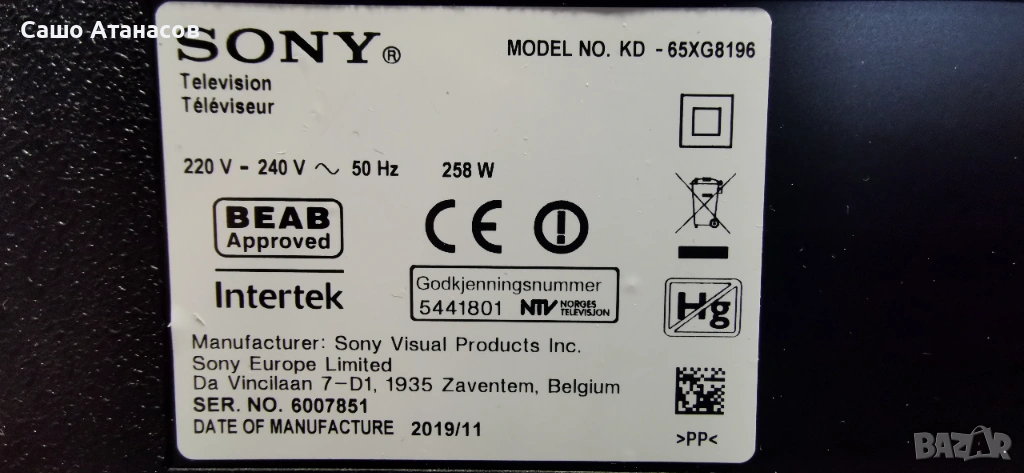 Сашо Атанасов
SONY®
MODEL NO. KD - 65XG8196
Television
Téléviseur
220 V - 240 V ~ 50 Hz 258 W
BEAB
Approved
CE
Intertek
Godkjenningsnummer
5441801 NTV NORGES
TELEVISJON
Hg
Manufacturer: Sony Visual Products Inc.
Sony Europe Limited
Da Vincilaan 7-D1, 1935 Zaventem, Belgium
SER. NO. 6007851
DATE OF MANUFACTURE 2019/11
>PP<
BAZAR